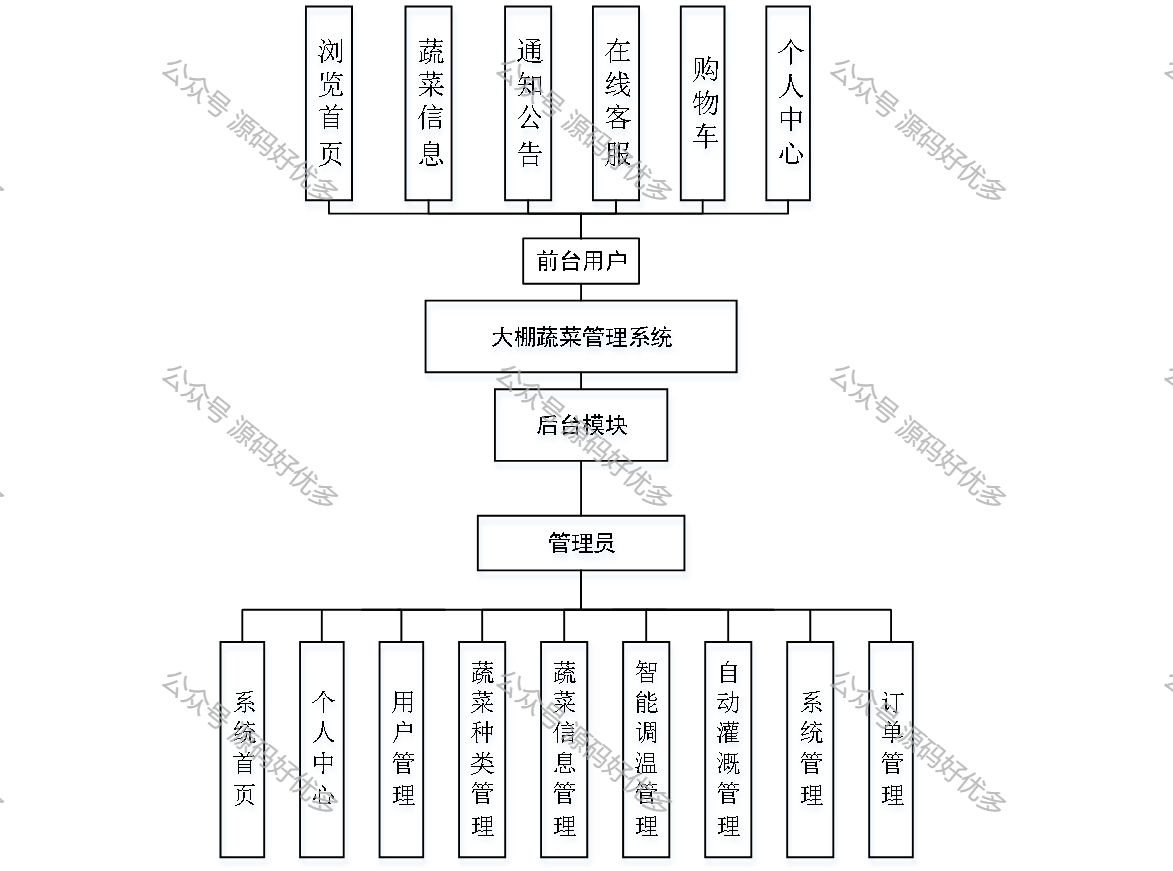 浏览首页
蔬菜信息
通知公告
在线客服
购物车
个人中心
前台用户
大棚蔬菜管理系统
后台模块
管理员
系统首页
个人中心
用户管理
蔬菜种类管理
蔬菜信息管理
智能调温管理
自动灌溉管理
系统管理
订单管理
公众号 源码好优多
公众号 源码好优多
公众号 源码好优多
公众号 源码好优多
公众号 源码好优多
公众号 源码好优多
公众号 源码好优多
公众号 源码好优多
公众号 源码好优多